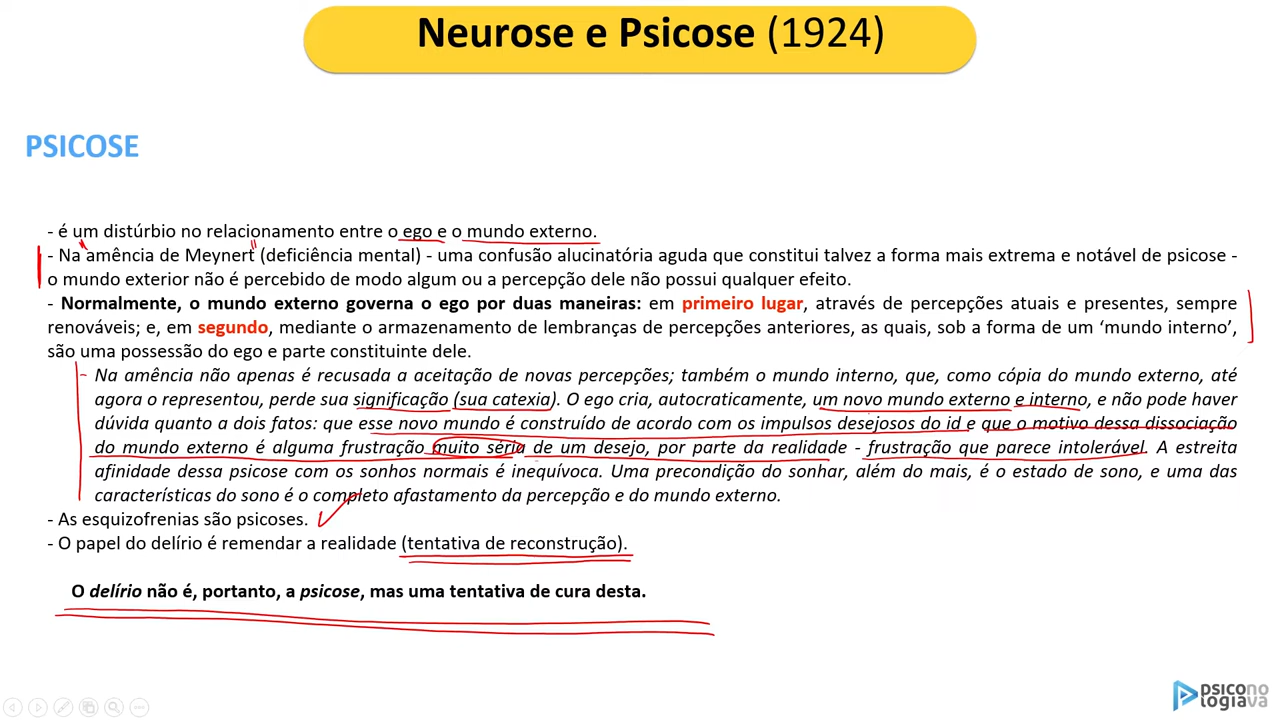 Neurose e Psicose (1924)
PSICOSE
- é um distúrbio no relacionamento entre o ego e o mundo externo.
- Na amência de Meynert (deficiência mental) - uma confusão alucinatória aguda que constitui talvez a forma mais extrema e notável de psicose -
o mundo exterior não é percebido de modo algum ou a percepção dele não possui qualquer efeito.
- Normalmente, o mundo externo governa o ego por duas maneiras: em primeiro lugar, através de percepções atuais e presentes, sempre
renováveis; e, em segundo, mediante o armazenamento de lembranças de percepções anteriores, as quais, sob a forma de um ‘mundo interno’,
são uma possessão do ego e parte constituinte dele.
Na amência não apenas é recusada a aceitação de novas percepções; também o mundo interno, que, como cópia do mundo externo, até
agora o representou, perde sua significação (sua catexia). O ego cria, autocraticamente, um novo mundo externo e interno, e não pode haver
dúvida quanto a dois fatos: que esse novo mundo é construído de acordo com os impulsos desejosos do id e que o motivo dessa dissociação
do mundo externo é alguma frustração muito séria de um desejo, por parte da realidade - frustração que parece intolerável. A estreita
afinidade dessa psicose com os sonhos normais é inequívoca. Uma precondição do sonhar, além do mais, é o estado de sono, e uma das
características do sono é o completo afastamento da percepção e do mundo externo.
- As esquizofrenias são psicoses.
- O papel do delírio é remendar a realidade (tentativa de reconstrução).
O delírio não é, portanto, a psicose, mas uma tentativa de cura desta.
PSICONO
LOGIAVA